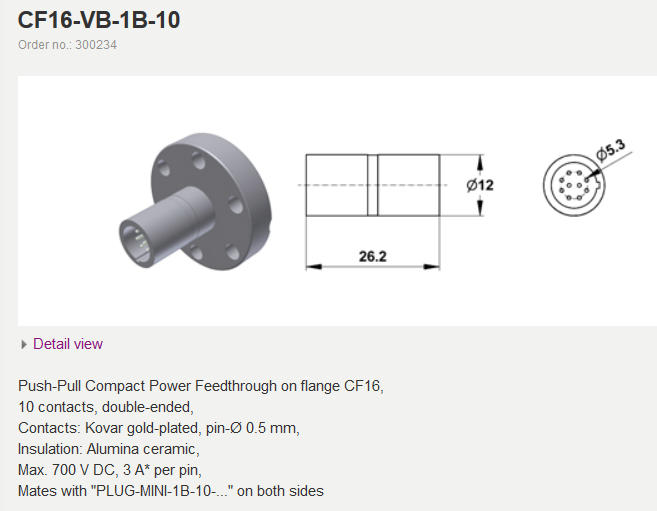 CF16-VB-1B-10
Order no.: 300234
Ø5.3
Ø12
26.2
Detail view
Push-Pull Compact Power Feedthrough on flange CF16,
10 contacts, double-ended,
Contacts: Kovar gold-plated, pin-Ø 0.5 mm,
Insulation: Alumina ceramic,
Max. 700 V DC, 3 A* per pin,
Mates with "PLUG-MINI-1B-10-..." on both sides